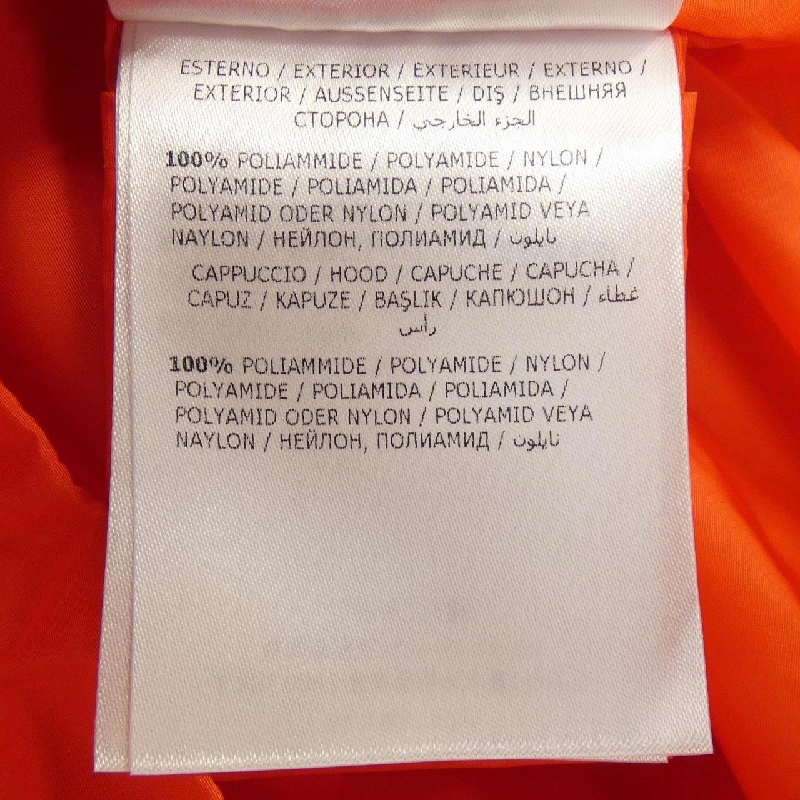 ESTERNO / EXTERIOR / EXTERIEUR / EXTERNO /
EXTERIOR / AUSSENSEITE / DIŞ / ВНЕШНЯЯ
СТОРОНА / الجزء الخارجي
100% POLIAMMIDE / POLYAMIDE / NYLON /
POLYAMIDE / POLIAMIDA / POLIAMIDA /
POLYAMID ODER NYLON / POLYAMID VEYA
NAYLON / НЕЙЛОН, ПОЛИАМИД / نايلون
CAPPUCCIO / HOOD / CAPUCHE / CAPUCHA /
CAPUZ / KAPUZE / BAŞLIK / КАПЮШОН / غطاء
رأس
100% POLIAMMIDE / POLYAMIDE / NYLON /
POLYAMIDE / POLIAMIDA / POLIAMIDA /
POLYAMID ODER NYLON / POLYAMID VEYA
NAYLON / НЕЙЛОН, ПОЛИАМИД / نايلون